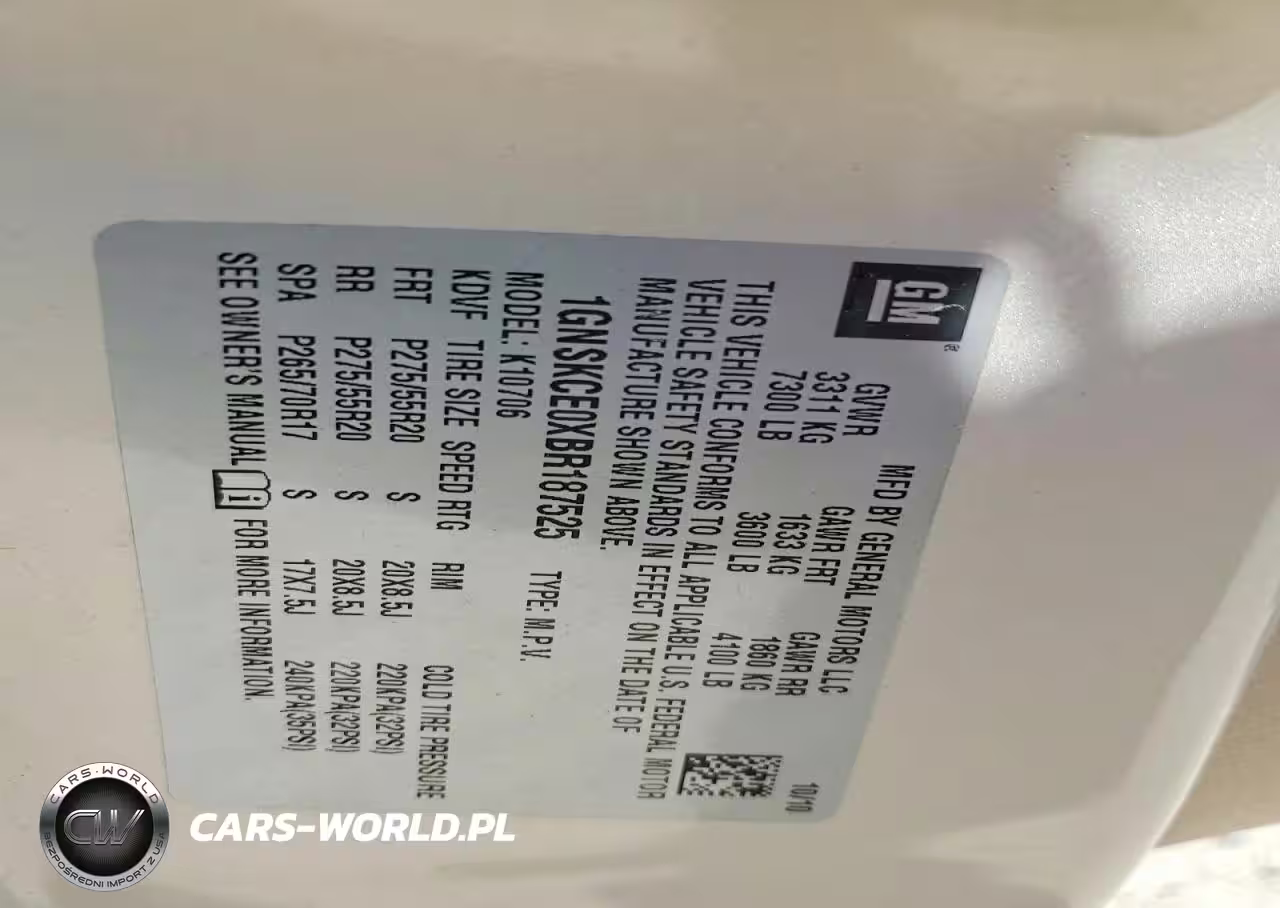 GM
MFD BY GENERAL MOTORS LLC 10/10
GVWR GAWR FRT GAWR RR
3311 KG 1633 KG 1860 KG
7300 LB 3600 LB 4100 LB
THIS VEHICLE CONFORMS TO ALL APPLICABLE U.S. FEDERAL MOTOR
VEHICLE SAFETY STANDARDS IN EFFECT ON THE DATE OF
MANUFACTURE SHOWN ABOVE.
1GNSKCE0XBR187525 TYPE: M.P.V.
MODEL: K10706
KDVF TIRE SIZE SPEED RTG RIM COLD TIRE PRESSURE
FRT P275/55R20 S 20X8.5J 220KPA(32PSI)
RR P275/55R20 S 20X8.5J 220KPA(32PSI)
SPA P265/70R17 S 17X7.5J 240KPA(35PSI)
SEE OWNER'S MANUAL i FOR MORE INFORMATION.
CARS-WORLD
CW
BEZPOŚREDNI IMPORT Z USA
CARS-WORLD.PL